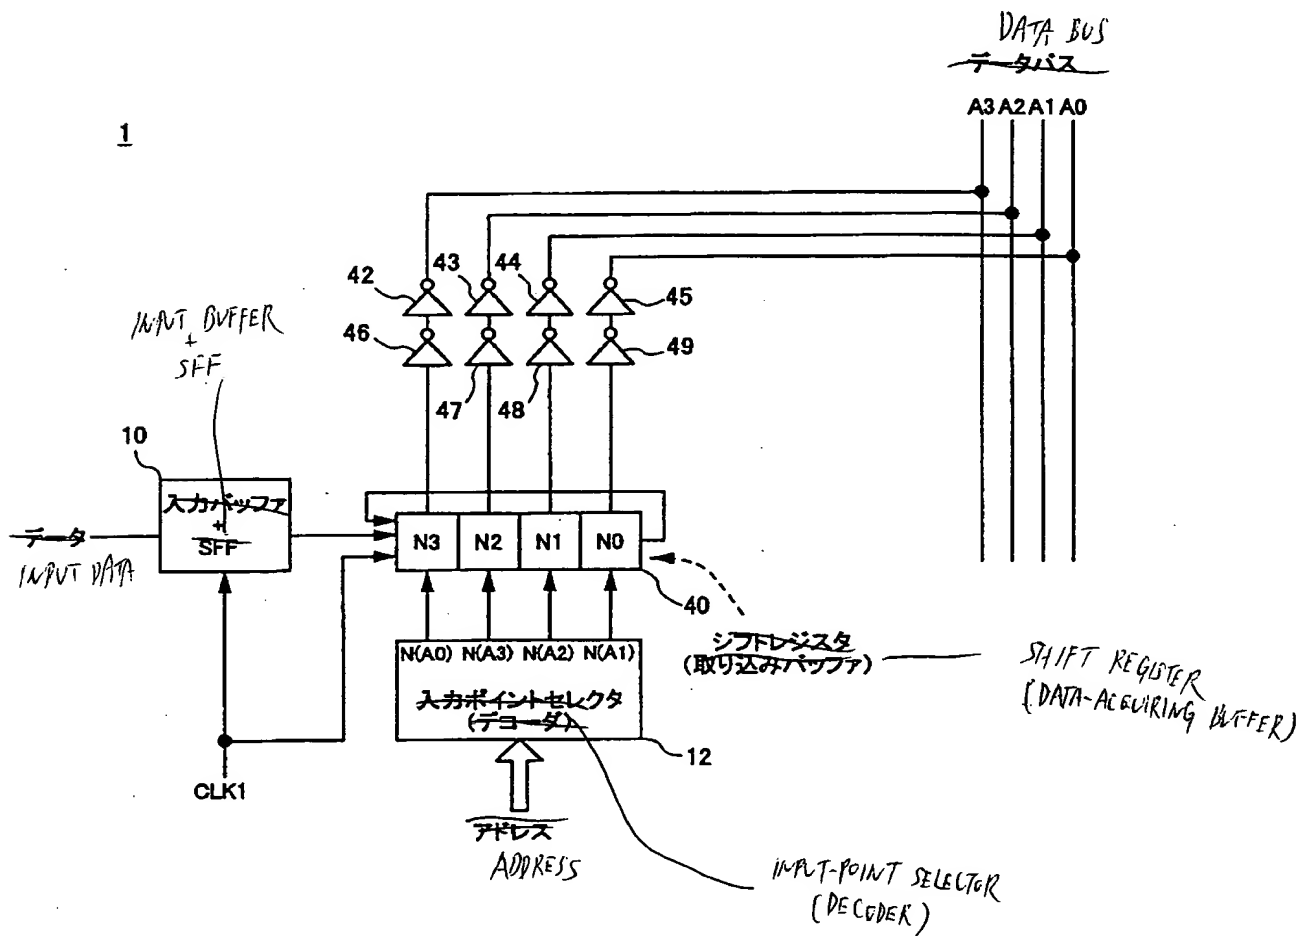 DATA BUS
データバス
A3 A2 A1 A0
1
42
43
44
45
46
47
48
49
INPUT BUFFER
+
SFF
10
入力バッファ
+
SFF
データ
INPUT DATA
N3 N2 N1 N0
40
シフトレジスタ
(取り込みバッファ)
SHIFT REGISTER
(DATA-ACQUIRING BUFFER)
N(A0) N(A3) N(A2) N(A1)
入力ポイントセレクタ
(デコーダ)
12
CLK1
アドレス
ADDRESS
INPUT-POINT SELECTOR
(DECODER)